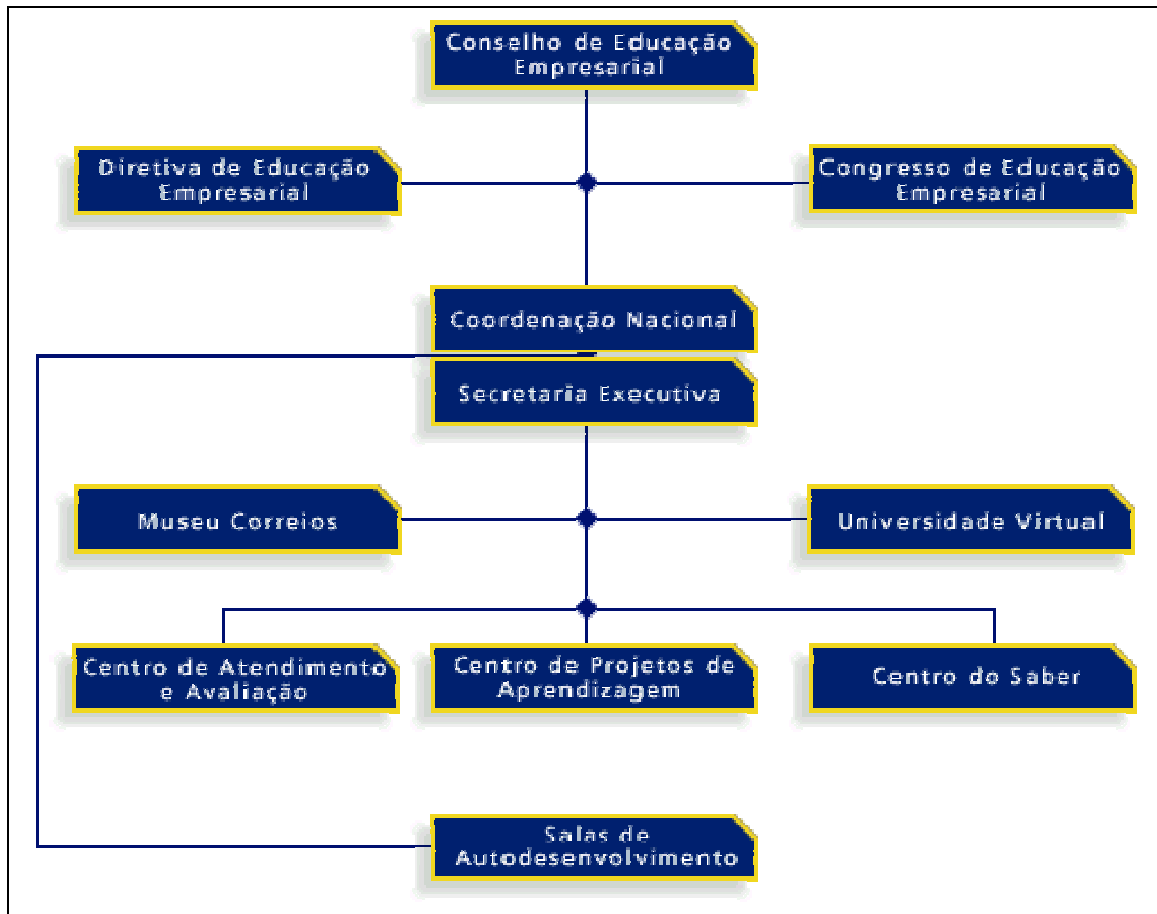 Conselho de Educação
Empresarial
Diretiva de Educação
Empresarial
Congresso de Educação
Empresarial
Coordenação Nacional
Secretaria Executiva
Museu Correios
Universidade Virtual
Centro de Atendimento
e Avaliação
Centro de Projetos de
Aprendizagem
Centro do Saber
Salas de
Autodesenvolvimento